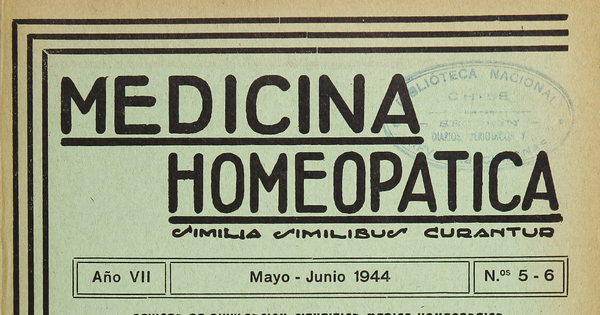 MEDICINA
HOMEOPATICA
SIMILIA SIMILIBUS CURANTUR
Año VII
Mayo - Junio 1944
N.os 5 - 6
BIBLIOTECA NACIONAL
CHILE